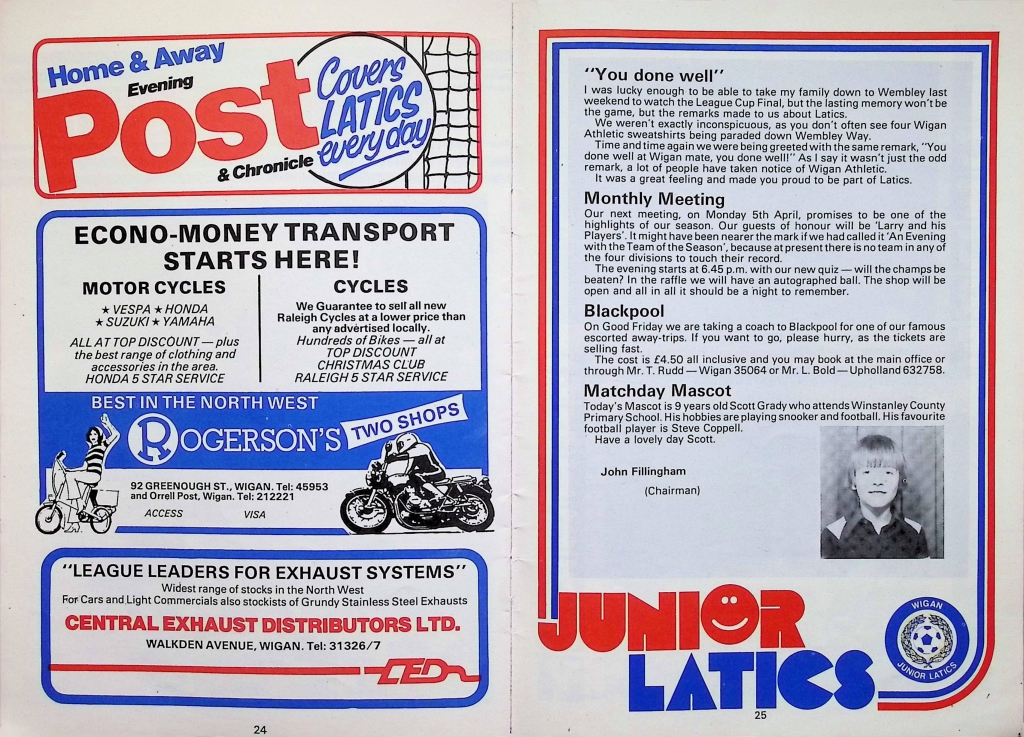 Home & Away
Evening
Post
& Chronicle
Covers
LATICS
every day
ECONO-MONEY TRANSPORT
STARTS HERE!
MOTOR CYCLES
★ VESPA ★ HONDA
★ SUZUKI ★ YAMAHA
ALL AT TOP DISCOUNT — plus
the best range of clothing and
accessories in the area.
HONDA 5 STAR SERVICE
CYCLES
We Guarantee to sell all new
Raleigh Cycles at a lower price than
any advertised locally.
Hundreds of Bikes — all at
TOP DISCOUNT
CHRISTMAS CLUB
RALEIGH 5 STAR SERVICE
BEST IN THE NORTH WEST
ROGERSON'S
TWO SHOPS
92 GREENOUGH ST., WIGAN. Tel: 45953
and Orrell Post, Wigan. Tel: 212221
ACCESS VISA
"LEAGUE LEADERS FOR EXHAUST SYSTEMS"
Widest range of stocks in the North West
For Cars and Light Commercials also stockists of Grundy Stainless Steel Exhausts
CENTRAL EXHAUST DISTRIBUTORS LTD.
WALKDEN AVENUE, WIGAN. Tel: 31326/7
CED
24
"You done well"
I was lucky enough to be able to take my family down to Wembley last
weekend to watch the League Cup Final, but the lasting memory won't be
the game, but the remarks made to us about Latics.
We weren't exactly inconspicuous, as you don't often see four Wigan
Athletic sweatshirts being paraded down Wembley Way.
Time and time again we were being greeted with the same remark, "You
done well at Wigan mate, you done well!" As I say it wasn't just the odd
remark, a lot of people have taken notice of Wigan Athletic.
It was a great feeling and made you proud to be part of Latics.
Monthly Meeting
Our next meeting, on Monday 5th April, promises to be one of the
highlights of our season. Our guests of honour will be 'Larry and his
Players'. It might have been nearer the mark if we had called it 'An Evening
with the Team of the Season', because at present there is no team in any of
the four divisions to touch their record.
The evening starts at 6.45 p.m. with our new quiz — will the champs be
beaten? In the raffle we will have an autographed ball. The shop will be
open and all in all it should be a night to remember.
Blackpool
On Good Friday we are taking a coach to Blackpool for one of our famous
escorted away-trips. If you want to go, please hurry, as the tickets are
selling fast.
The cost is £4.50 all inclusive and you may book at the main office or
through Mr. T. Rudd — Wigan 35064 or Mr. L. Bold — Upholland 632758.
Matchday Mascot
Today's Mascot is 9 years old Scott Grady who attends Winstanley County
Primary School. His hobbies are playing snooker and football. His favourite
football player is Steve Coppell.
Have a lovely day Scott.
John Fillingham
(Chairman)
JUNIOR
LATICS
WIGAN
JUNIOR LATICS
25